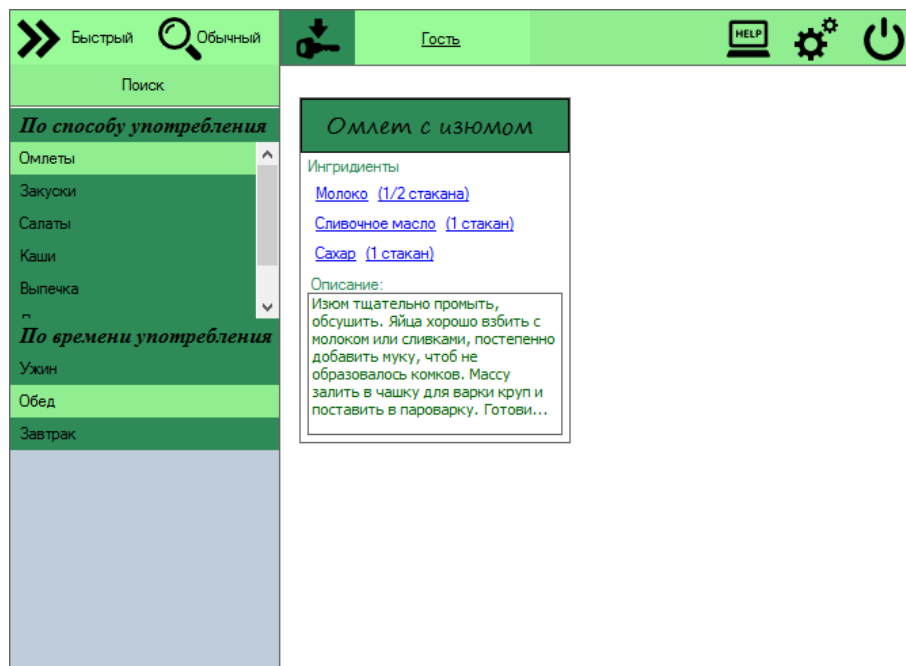 Быстрый
Обычный
Гость
HELP
Поиск
По способу употребления
Омлеты
Закуски
Салаты
Каши
Выпечка
По времени употребления
Ужин
Обед
Завтрак
Омлет с изюмом
Ингридиенты
Молоко (1/2 стакана)
Сливочное масло (1 стакан)
Сахар (1 стакан)
Описание:
Изюм тщательно промыть,
обсушить. Яйца хорошо взбить с
молоком или сливками, постепенно
добавить муку, чтоб не
образовалось комков. Массу
залить в чашку для варки круп и
поставить в пароварку. Готови...